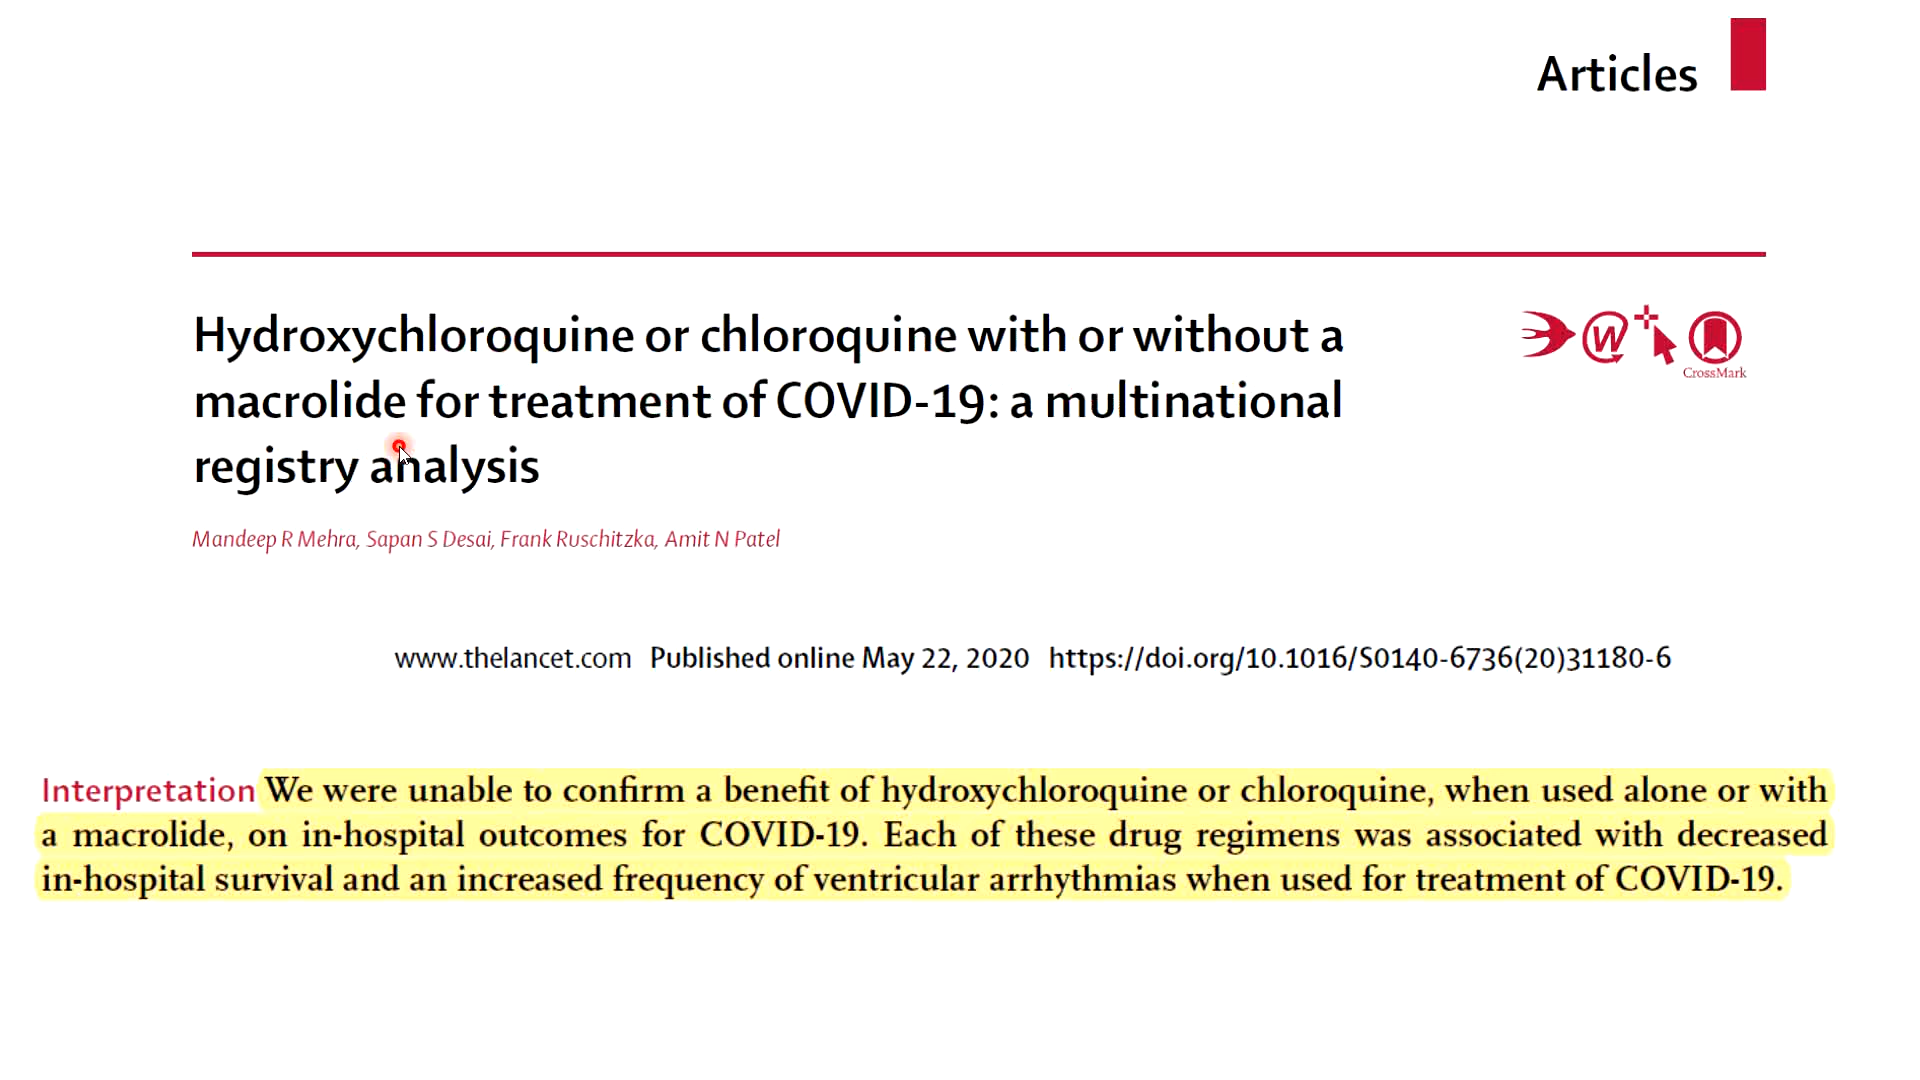 Articles
Hydroxychloroquine or chloroquine with or without a
macrolide for treatment of COVID-19: a multinational
registry analysis
W
CrossMark
Mandeep R Mehra, Sapan S Desai, Frank Ruschitzka, Amit N Patel
www.thelancet.com Published online May 22, 2020 https://doi.org/10.1016/S0140-6736(20)31180-6
Interpretation We were unable to confirm a benefit of hydroxychloroquine or chloroquine, when used alone or with
a macrolide, on in-hospital outcomes for COVID-19. Each of these drug regimens was associated with decreased
in-hospital survival and an increased frequency of ventricular arrhythmias when used for treatment of COVID-19.